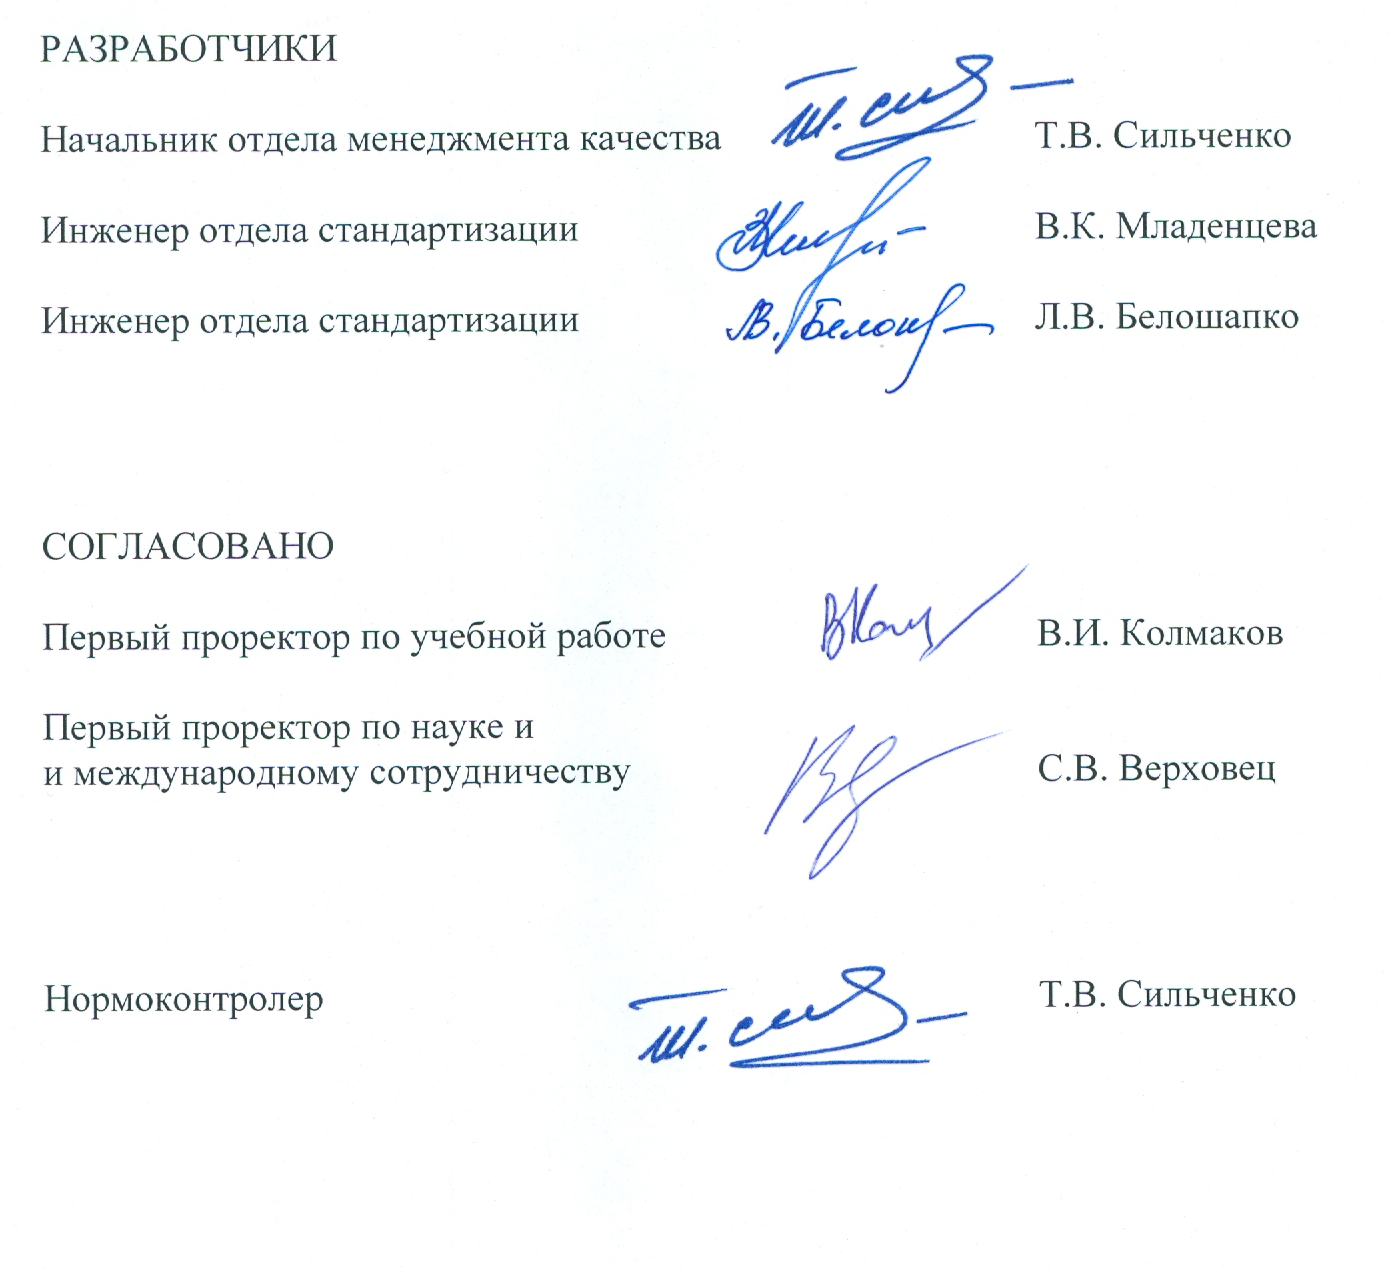 РАЗРАБОТЧИКИ
Начальник отдела менеджмента качества Т.В. Сильченко
Инженер отдела стандартизации В.К. Младенцева
Инженер отдела стандартизации Л.В. Белошапко
СОГЛАСОВАНО
Первый проректор по учебной работе В.И. Колмаков
Первый проректор по науке и
и международному сотрудничеству С.В. Верховец
Нормоконтролер Т.В. Сильченко